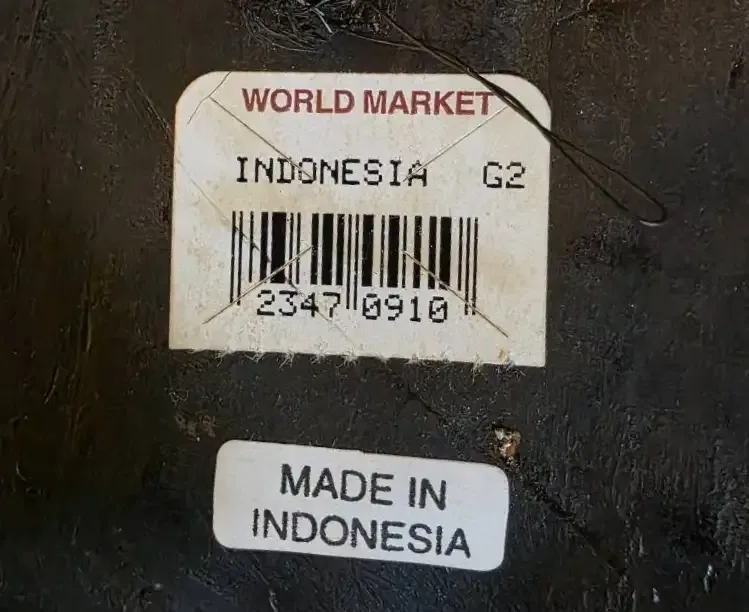 WORLD MARKET
INDONESIA G2
2347 0910
MADE IN
INDONESIA